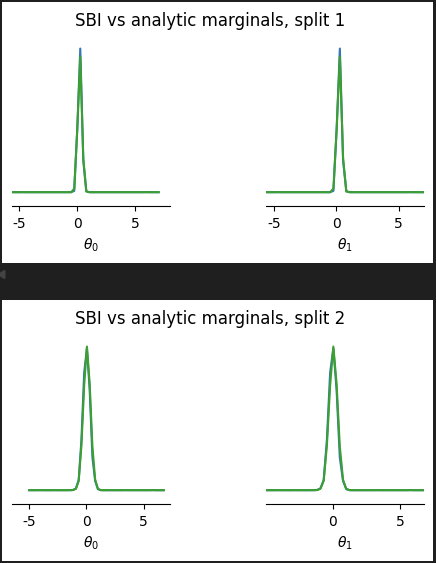 SBI vs analytic marginals, split 1
-5 0 5 -5 0 5
θ0 θ1
SBI vs analytic marginals, split 2
-5 0 5 0 5
θ0 θ1